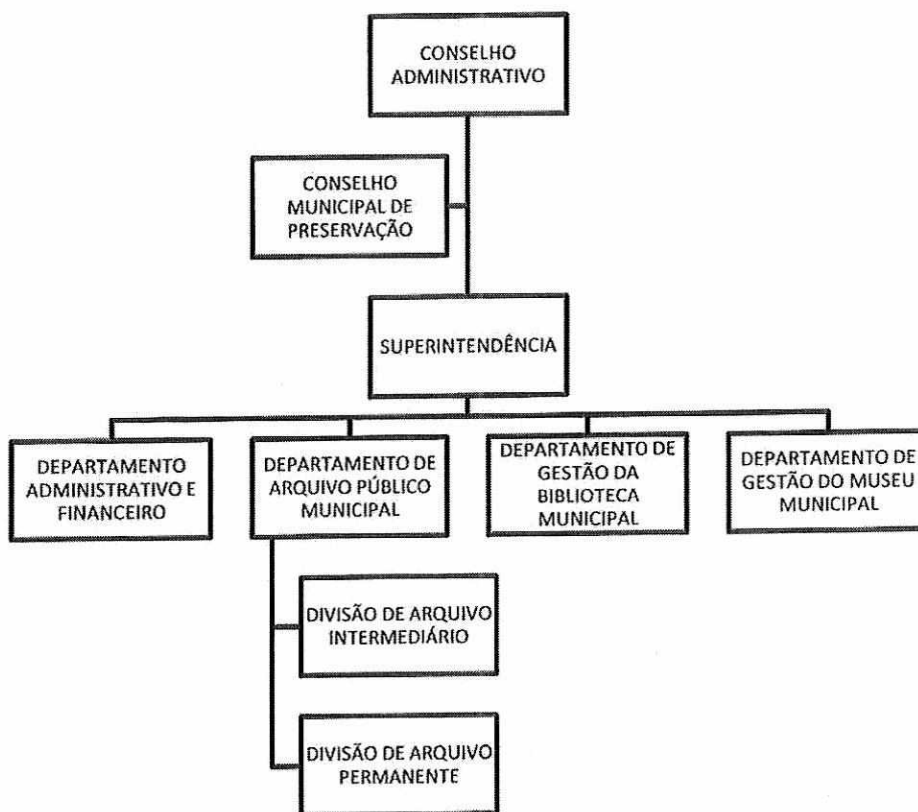 CONSELHO
ADMINISTRATIVO
CONSELHO
MUNICIPAL DE
PRESERVAÇÃO
SUPERINTENDÊNCIA
DEPARTAMENTO
ADMINISTRATIVO E
FINANCEIRO
DEPARTAMENTO DE
ARQUIVO PÚBLICO
MUNICIPAL
DEPARTAMENTO DE
GESTÃO DA
BIBLIOTECA
MUNICIPAL
DEPARTAMENTO DE
GESTÃO DO MUSEU
MUNICIPAL
DIVISÃO DE ARQUIVO
INTERMEDIÁRIO
DIVISÃO DE ARQUIVO
PERMANENTE